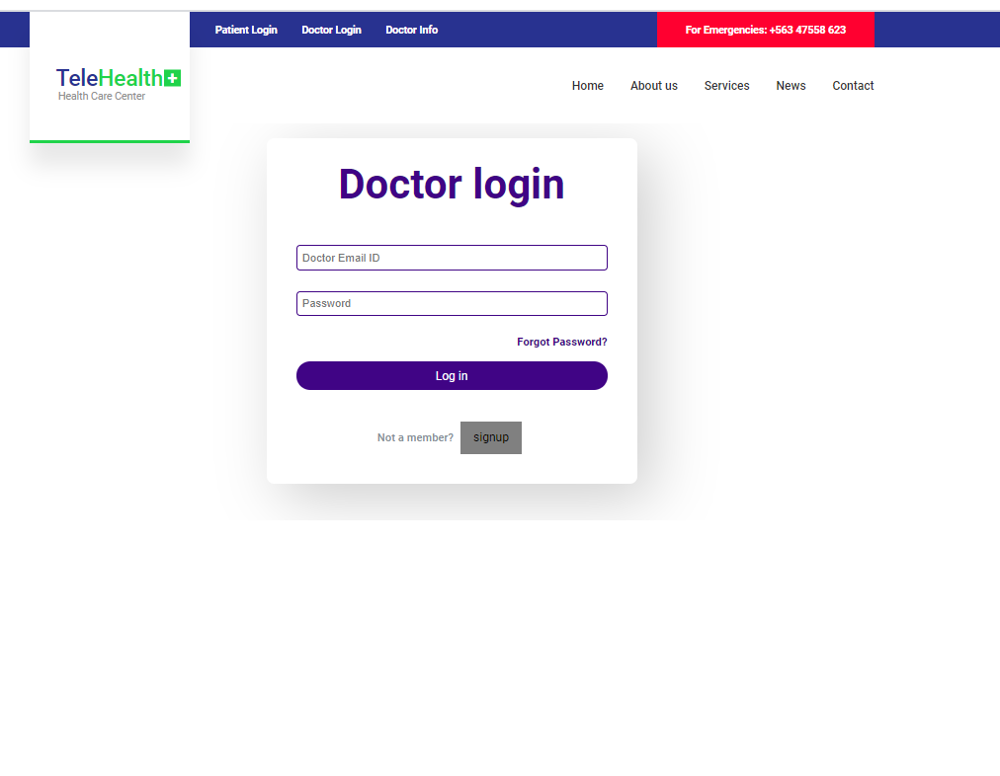 Patient Login Doctor Login Doctor Info For Emergencies: +563 47558 623
TeleHealth
Health Care Center
Home About us Services News Contact
Doctor login
Doctor Email ID
Password
Forgot Password?
Log in
Not a member? signup